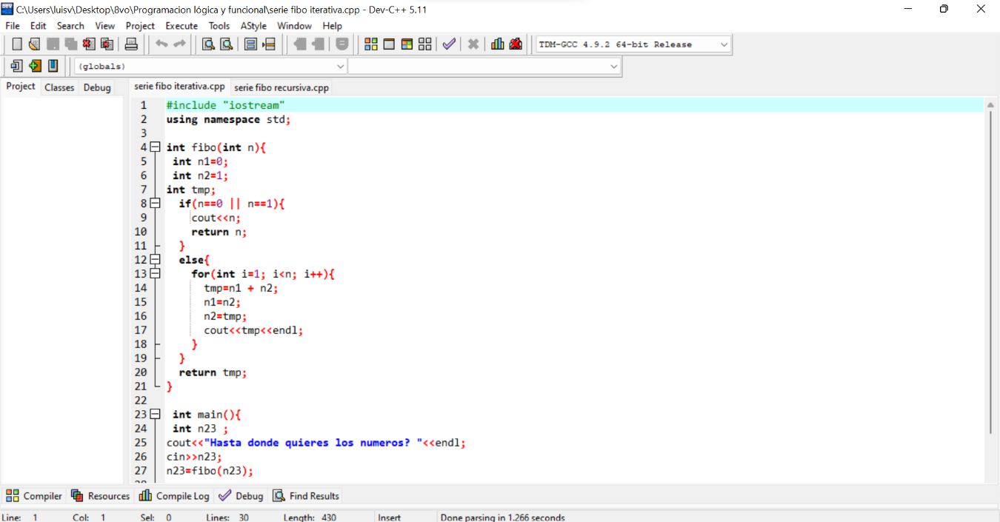 C:\Users\luisv\Desktop\8vo\Programacion lógica y funcional\serie fibo iterativa.cpp - Dev-C++ 5.11
File Edit Search View Project Execute Tools AStyle Window Help
TDM-GCC 4.9.2 64-bit Release
(globals)
Project Classes Debug serie fibo iterativa.cpp serie fibo recursiva.cpp
1 #include "iostream"
2 using namespace std;
3
4 int fibo(int n){
5 int n1=0;
6 int n2=1;
7 int tmp;
8 if(n==0 || n==1){
9 cout<<n;
10 return n;
11 }
12 else{
13 for(int i=1; i<n; i++){
14 tmp=n1 + n2;
15 n1=n2;
16 n2=tmp;
17 cout<<tmp<<endl;
18 }
19 }
20 return tmp;
21 }
22
23 int main(){
24 int n23 ;
25 cout<<"Hasta donde quieres los numeros? "<<endl;
26 cin>>n23;
27 n23=fibo(n23);
Compiler Resources Compile Log Debug Find Results
Line: 1 Col: 1 Sel: 0 Lines: 30 Length: 430 Insert Done parsing in 1.266 seconds